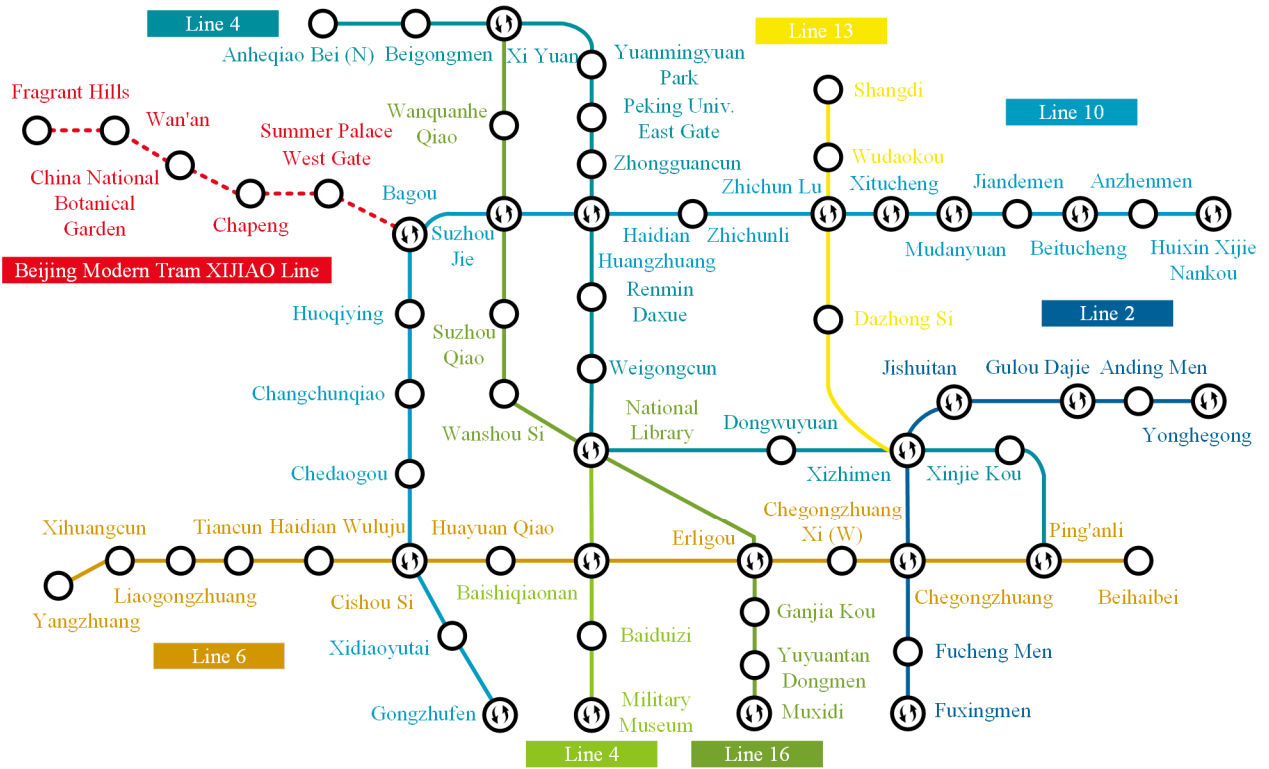 Line 4
Line 13
Anheqiao Bei (N)
Beigongmen
Xi Yuan
Yuanmingyuan
Park
Shangdi
Fragrant Hills
Wan'an
Summer Palace
West Gate
Wanquanhe
Qiao
Peking Univ.
East Gate
Line 10
China National
Botanical
Garden
Chapeng
Bagou
Zhongguancun
Wudaokou
Zhichun Lu
Xitucheng
Jiandemen
Anzhenmen
Suzhou
Jie
Haidian
Huangzhuang
Zhichunli
Mudanyuan
Beitucheng
Huixin Xijie
Nankou
Beijing Modern Tram XIJIAO Line
Huoqiying
Suzhou
Qiao
Renmin
Daxue
Dazhong Si
Line 2
Changchunqiao
Weigongcun
Jishuitan
Gulou Dajie
Anding Men
Yonghegong
Wanshou Si
National
Library
Dongwuyuan
Chedaogou
Xizhimen
Xinjie Kou
Xihuangcun
Tiancun
Haidian Wuluju
Huayuan Qiao
Erligou
Chegongzhuang
Xi (W)
Ping'anli
Yangzhuang
Liaogongzhuang
Cishou Si
Baishiqiaonan
Chegongzhuang
Beihaibei
Line 6
Xidiaoyutai
Baiduizi
Ganjia Kou
Fucheng Men
Yuyuantan
Dongmen
Gongzhufen
Military
Museum
Muxidi
Fuxingmen
Line 4
Line 16